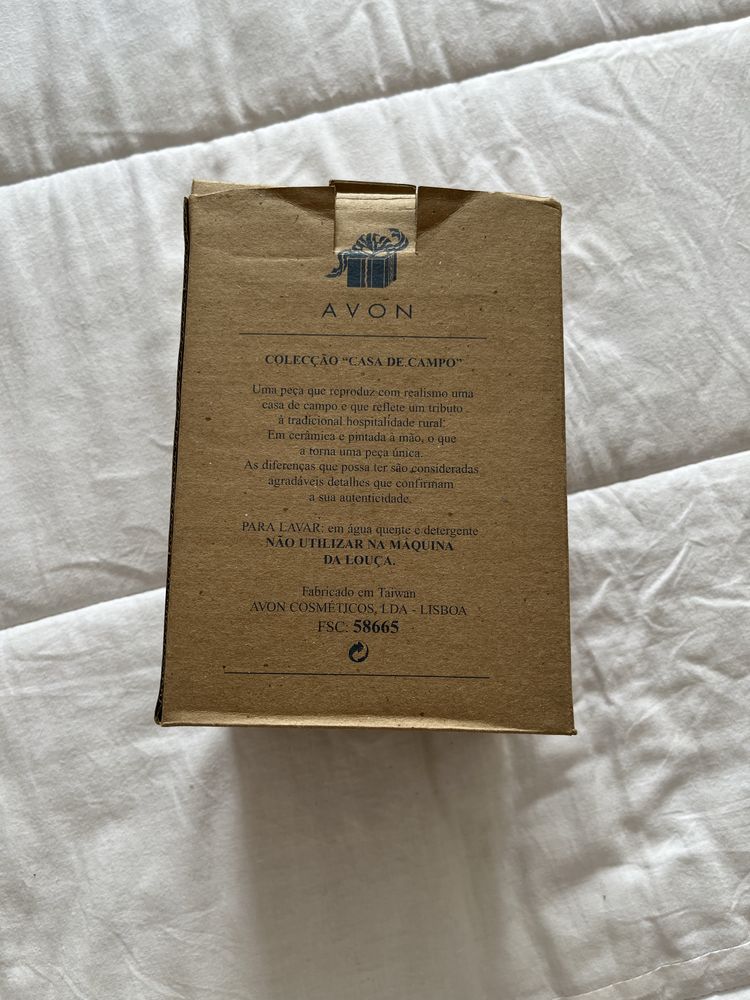 AVON
COLECÇÃO “CASA DE CAMPO”
Uma peça que reproduz com realismo uma
casa de campo e que reflete um tributo
à tradicional hospitalidade rural.
Em cerâmica e pintada à mão, o que
a torna uma peça única.
As diferenças que possa ter são consideradas
agradáveis detalhes que confirmam
a sua autenticidade.
PARA LAVAR: em água quente e detergente
NÃO UTILIZAR NA MÁQUINA
DA LOUÇA.
Fabricado em Taiwan
AVON COSMÉTICOS, LDA - LISBOA
FSC: 58665